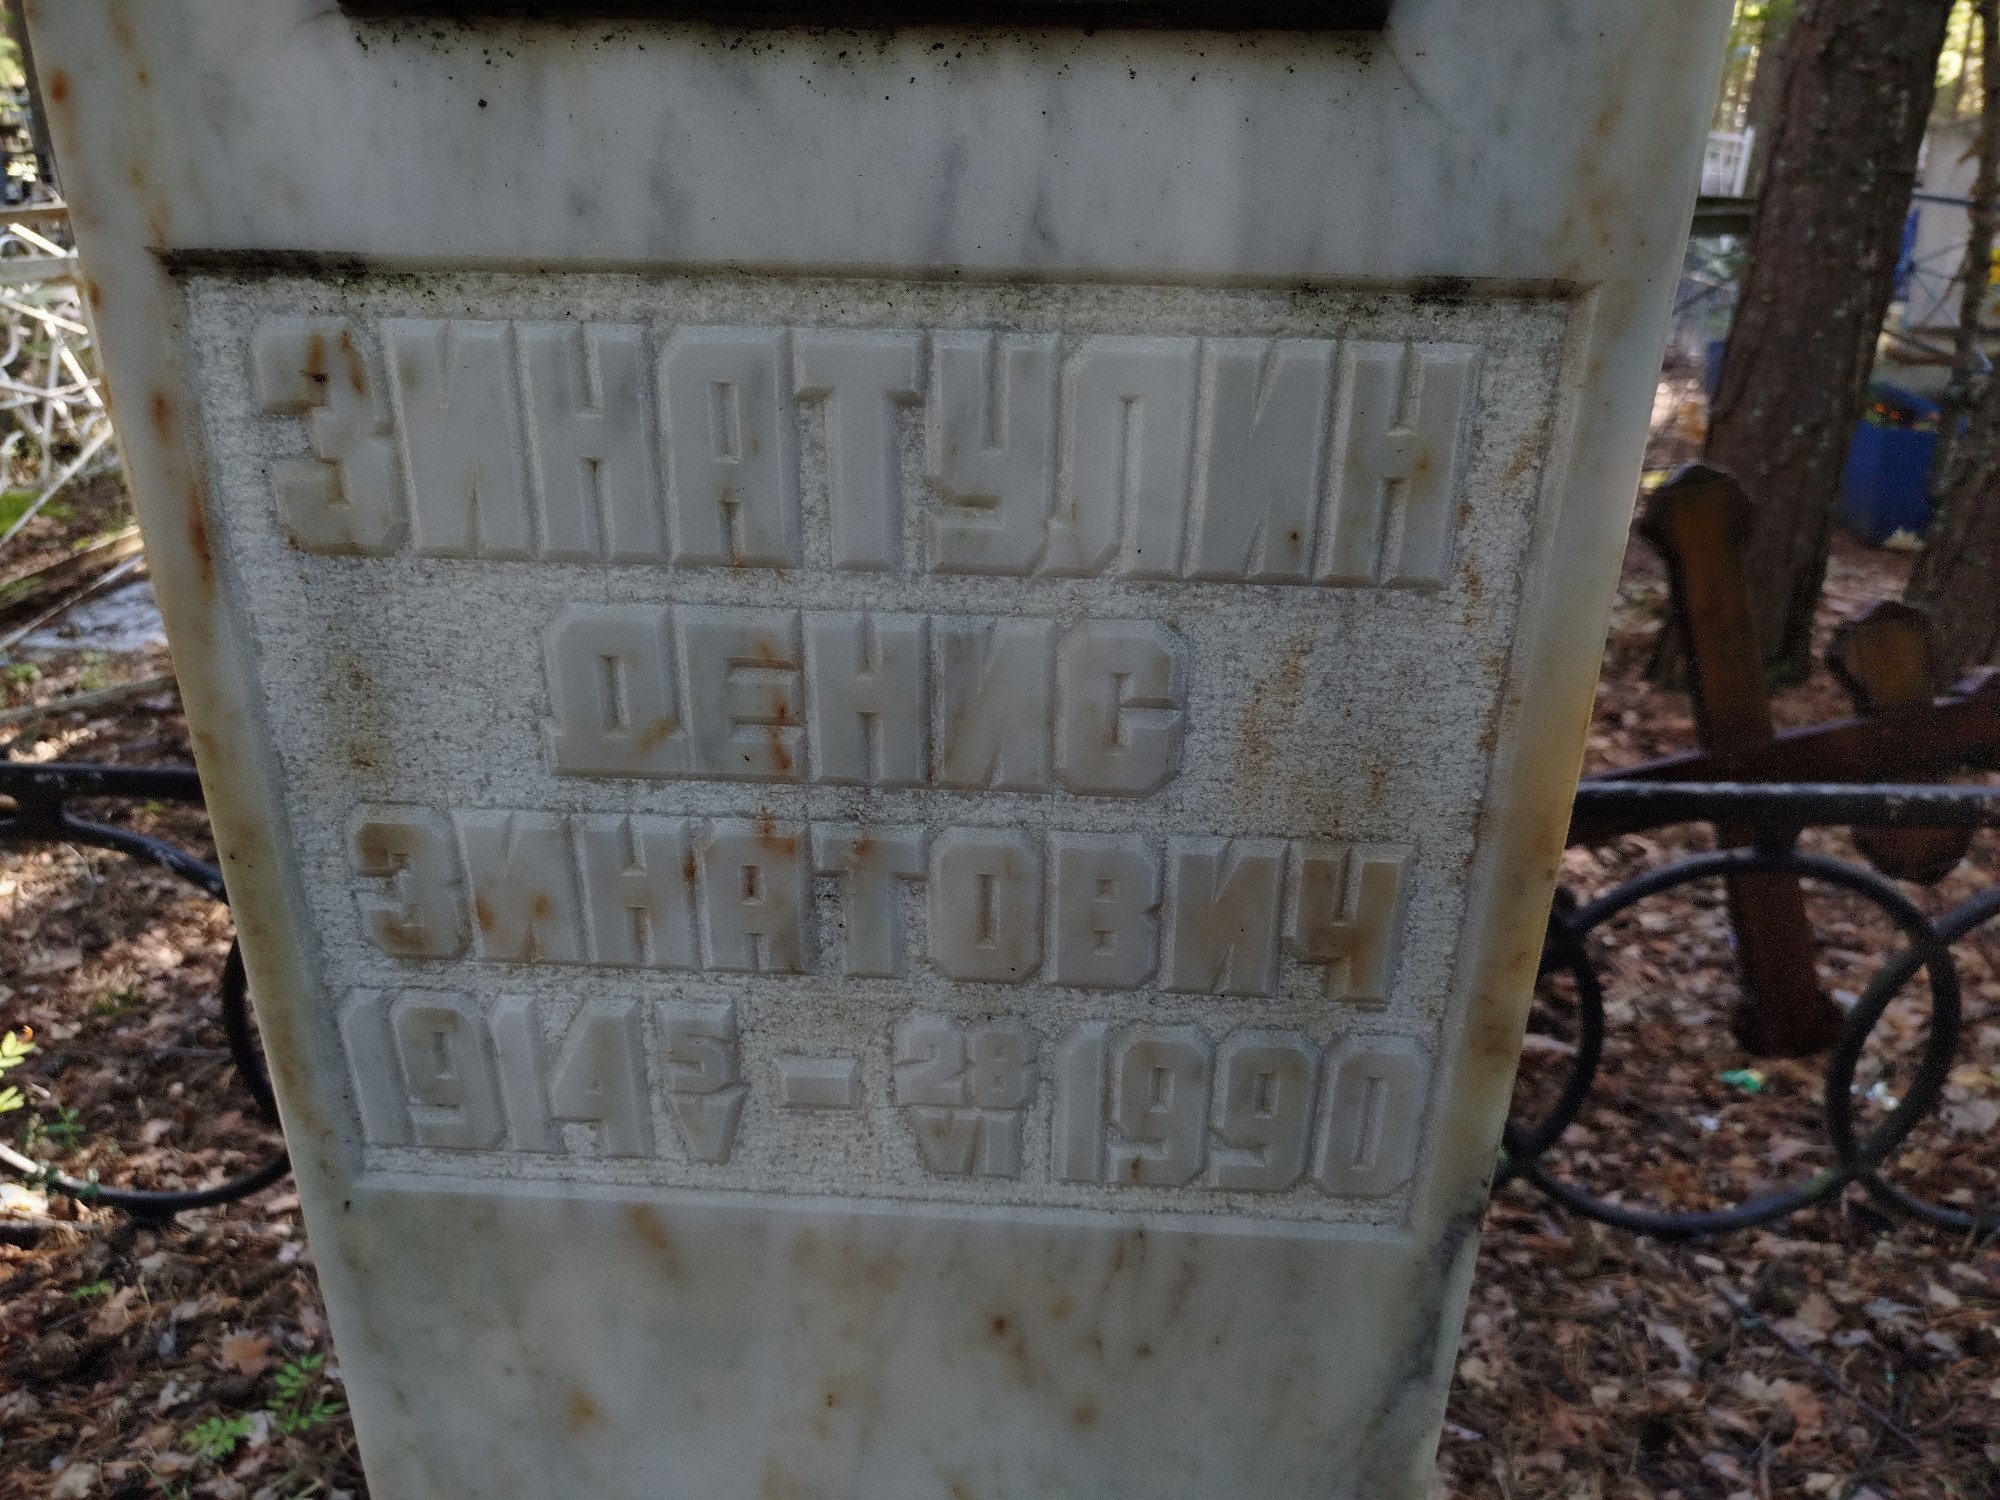 ЗИНАТУЛИН
ДЕНИС
ЗИНАТОВИЧ
1914 5/V - 28/VI 1990